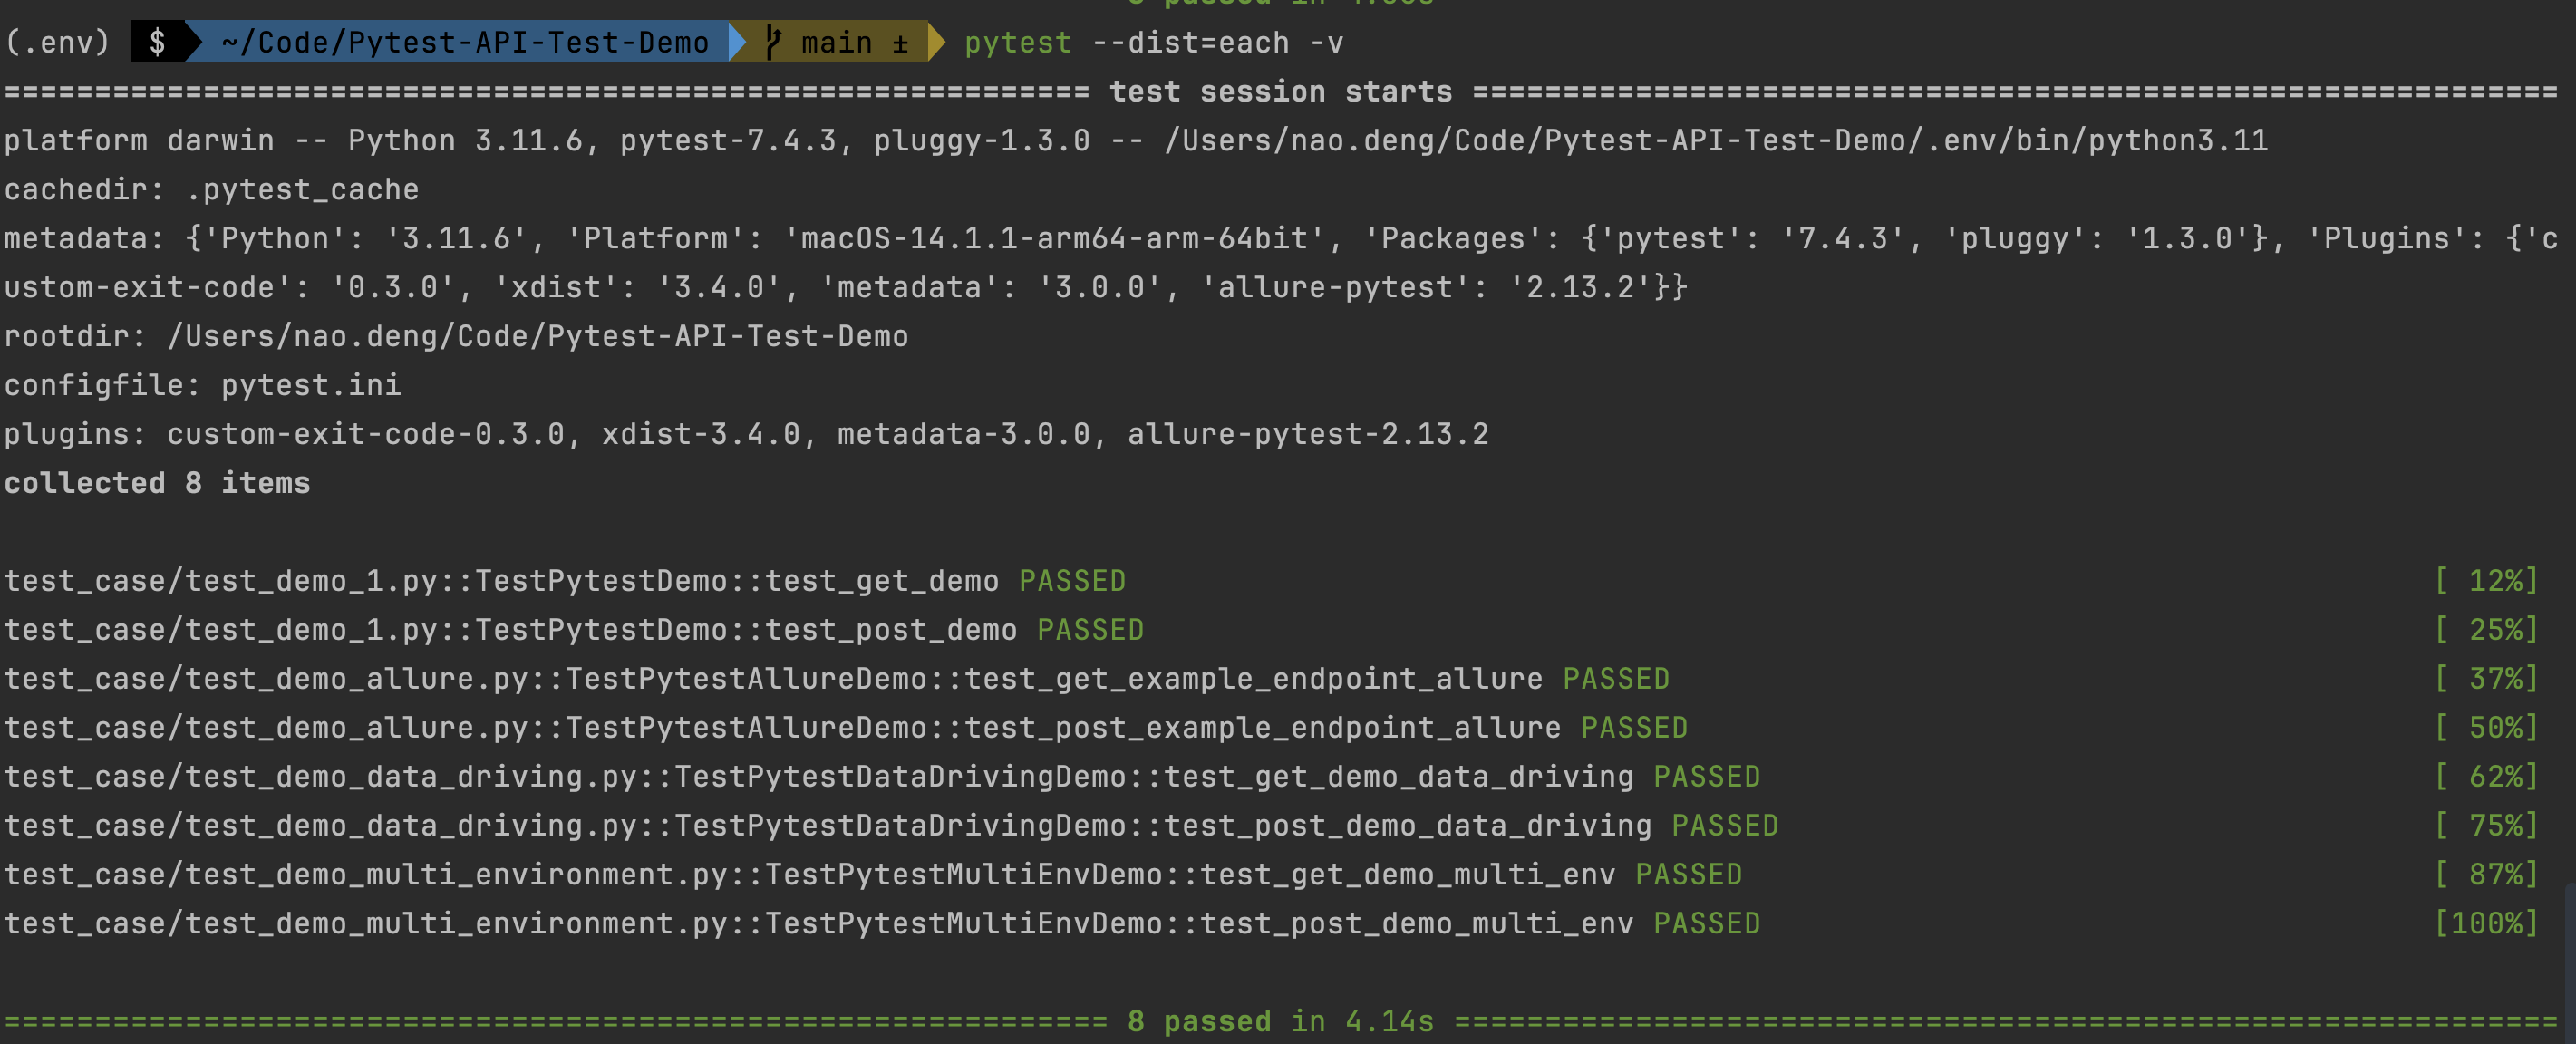 8 passed in
(.env) $ ~/Code/Pytest-API-Test-Demo main ± pytest --dist=each -v
============================================================ test session starts ============================================================
platform darwin -- Python 3.11.6, pytest-7.4.3, pluggy-1.3.0 -- /Users/nao.deng/Code/Pytest-API-Test-Demo/.env/bin/python3.11
cachedir: .pytest_cache
metadata: {'Python': '3.11.6', 'Platform': 'macOS-14.1.1-arm64-arm-64bit', 'Packages': {'pytest': '7.4.3', 'pluggy': '1.3.0'}, 'Plugins': {'c
ustom-exit-code': '0.3.0', 'xdist': '3.4.0', 'metadata': '3.0.0', 'allure-pytest': '2.13.2'}}
rootdir: /Users/nao.deng/Code/Pytest-API-Test-Demo
configfile: pytest.ini
plugins: custom-exit-code-0.3.0, xdist-3.4.0, metadata-3.0.0, allure-pytest-2.13.2
collected 8 items
test_case/test_demo_1.py::TestPytestDemo::test_get_demo PASSED [ 12%]
test_case/test_demo_1.py::TestPytestDemo::test_post_demo PASSED [ 25%]
test_case/test_demo_allure.py::TestPytestAllureDemo::test_get_example_endpoint_allure PASSED [ 37%]
test_case/test_demo_allure.py::TestPytestAllureDemo::test_post_example_endpoint_allure PASSED [ 50%]
test_case/test_demo_data_driving.py::TestPytestDataDrivingDemo::test_get_demo_data_driving PASSED [ 62%]
test_case/test_demo_data_driving.py::TestPytestDataDrivingDemo::test_post_demo_data_driving PASSED [ 75%]
test_case/test_demo_multi_environment.py::TestPytestMultiEnvDemo::test_get_demo_multi_env PASSED [ 87%]
test_case/test_demo_multi_environment.py::TestPytestMultiEnvDemo::test_post_demo_multi_env PASSED [100%]
============================================================= 8 passed in 4.14s =============================================================